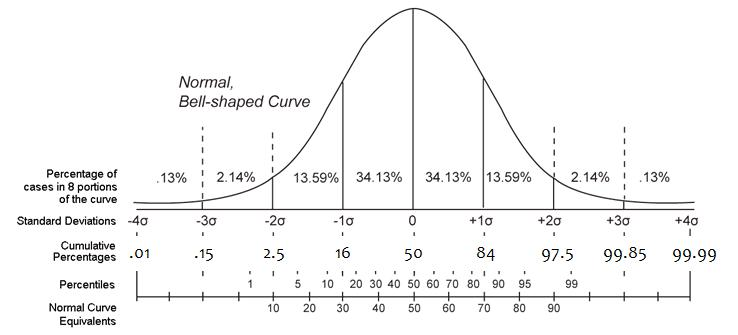 Normal,
Bell-shaped Curve
Percentage of
cases in 8 portions
of the curve
.13% 2.14% 13.59% 34.13% 34.13% 13.59% 2.14% .13%
Standard Deviations -4σ -3σ -2σ -1σ 0 +1σ +2σ +3σ +4σ
Cumulative
Percentages .01 .15 2.5 16 50 84 97.5 99.85 99.99
Percentiles 1 5 10 20 30 40 50 60 70 80 90 95 99
Normal Curve
Equivalents 10 20 30 40 50 60 70 80 90